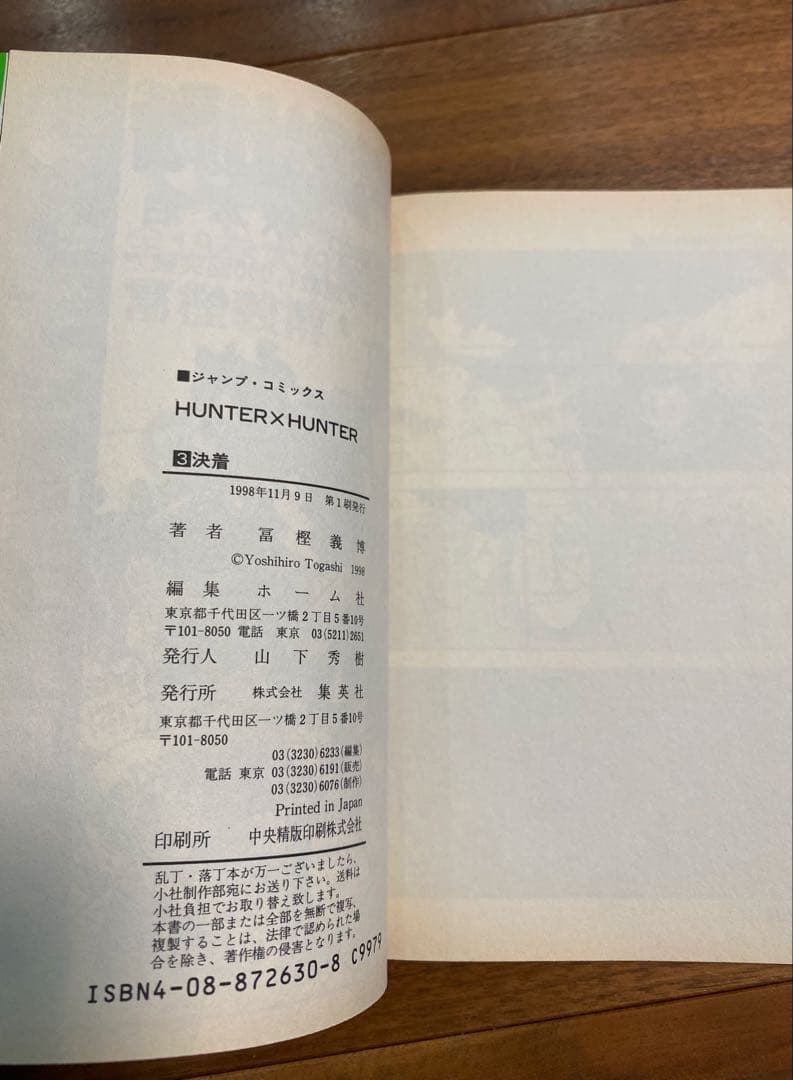 ■ジャンプ・コミックス
HUNTER×HUNTER
3決着
1998年11月9日 第1刷発行
著者 冨樫義博
©Yoshihiro Togashi 1998
編集 ホーム社
東京都千代田区一ツ橋2丁目5番10号
〒101-8050 電話 東京 03(5211)2651
発行人 山下秀樹
発行所 株式会社 集英社
東京都千代田区一ツ橋2丁目5番10号
〒101-8050
03(3230)6233(編集)
電話 東京 03(3230)6191(販売)
03(3230)6076(制作)
Printed in Japan
印刷所 中央精版印刷株式会社
乱丁・落丁本が万一ございましたら、
小社制作部宛にお送り下さい。送料は
小社負担でお取り替え致します。
本書の一部または全部を無断で複写、
複製することは、法律で認められた場
合を除き、著作権の侵害となります。
ISBN4-08-872630-8 C9979